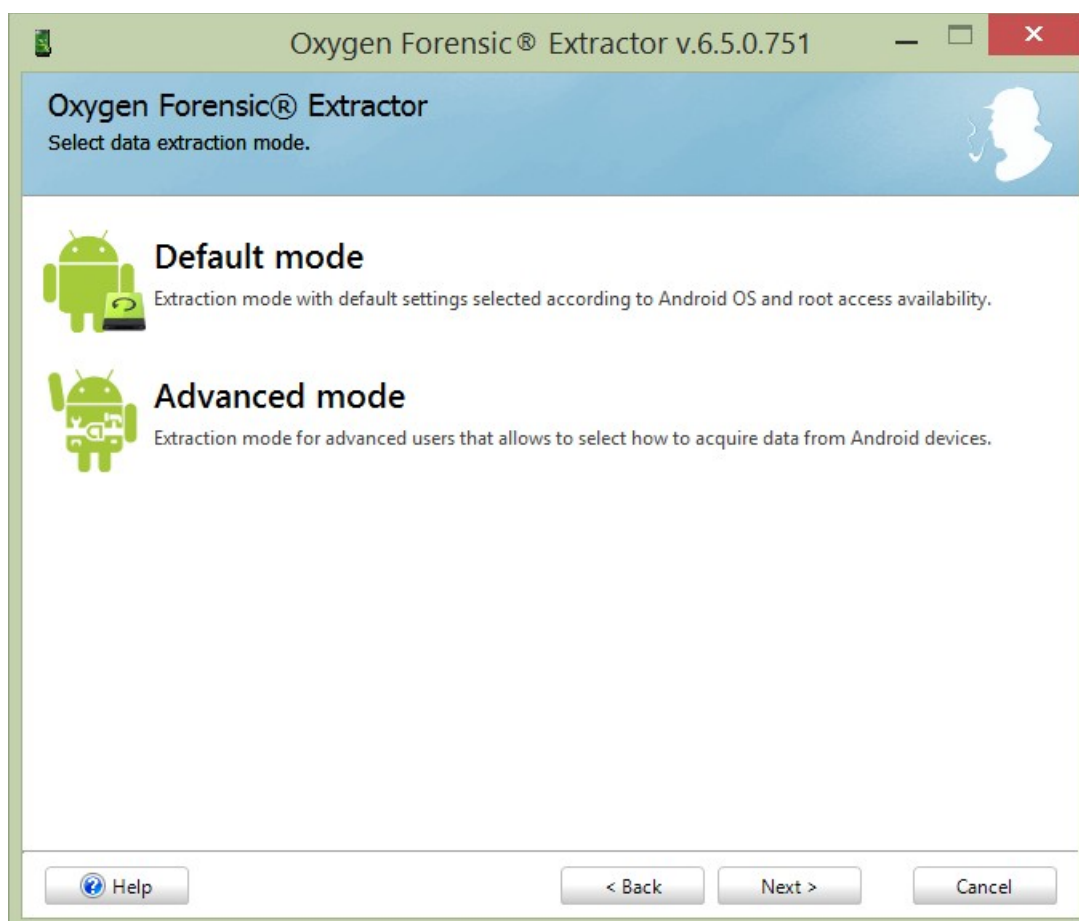 Oxygen Forensic® Extractor v.6.5.0.751
Oxygen Forensic® Extractor
Select data extraction mode.
Default mode
Extraction mode with default settings selected according to Android OS and root access availability.
Advanced mode
Extraction mode for advanced users that allows to select how to acquire data from Android devices.
Help
< Back
Next >
Cancel